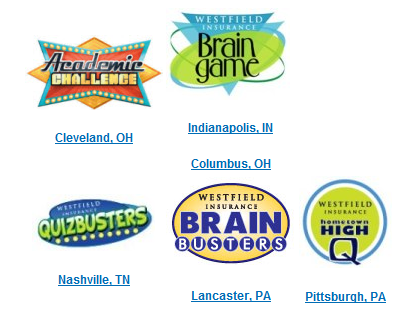 Academic
CHALLENGE
Cleveland, OH
WESTFIELD
INSURANCE
Brain
game
Indianapolis, IN
Columbus, OH
WESTFIELD
INSURANCE
QUIZBUSTERS
Nashville, TN
WESTFIELD
INSURANCE
BRAIN
BUSTERS
Lancaster, PA
WESTFIELD
INSURANCE
hometown
HIGH
Q
Pittsburgh, PA